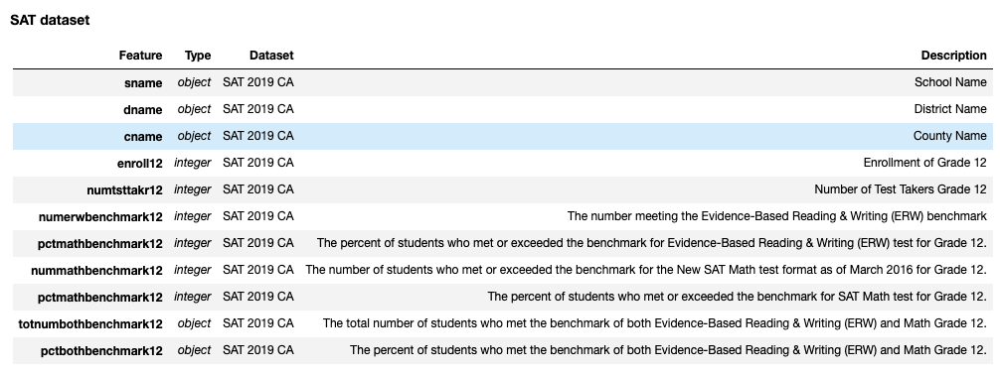 SAT dataset
Feature Type Dataset Description
sname object SAT 2019 CA School Name
dname object SAT 2019 CA District Name
cname object SAT 2019 CA County Name
enroll12 integer SAT 2019 CA Enrollment of Grade 12
numtsttakr12 integer SAT 2019 CA Number of Test Takers Grade 12
numerwbenchmark12 integer SAT 2019 CA The number meeting the Evidence-Based Reading & Writing (ERW) benchmark
pctmathbenchmark12 integer SAT 2019 CA The percent of students who met or exceeded the benchmark for Evidence-Based Reading & Writing (ERW) test for Grade 12.
nummathbenchmark12 integer SAT 2019 CA The number of students who met or exceeded the benchmark for the New SAT Math test format as of March 2016 for Grade 12.
pctmathbenchmark12 integer SAT 2019 CA The percent of students who met or exceeded the benchmark for SAT Math test for Grade 12.
totnumbothbenchmark12 object SAT 2019 CA The total number of students who met the benchmark of both Evidence-Based Reading & Writing (ERW) and Math Grade 12.
pctbothbenchmark12 object SAT 2019 CA The percent of students who met the benchmark of both Evidence-Based Reading & Writing (ERW) and Math Grade 12.